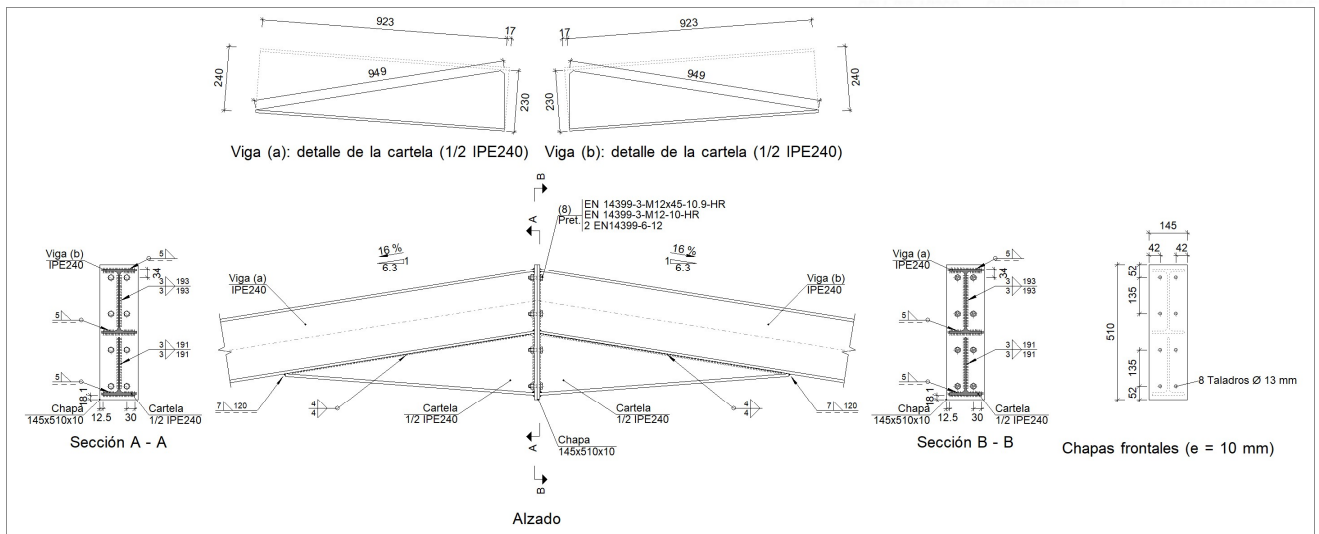 923
17
240
949
230
Viga (a): detalle de la cartela (1/2 IPE240)
923
17
240
949
230
Viga (b): detalle de la cartela (1/2 IPE240)
B
A
(8)
Pret.
EN 14399-3-M12x45-10.9-HR
EN 14399-3-M12-10-HR
2 EN14399-6-12
Viga (b)
IPE240
5
34
3 193
3 193
5
3 191
3 191
5
18.1
Chapa
145x510x10
12.5
30
Cartela
1/2 IPE240
Sección A - A
16 %
1
6.3
Viga (a)
IPE240
16 %
1
6.3
Viga (b)
IPE240
7 120
4
4
Cartela
1/2 IPE240
Cartela
1/2 IPE240
4
4
7 120
Chapa
145x510x10
A
B
Alzado
Viga (a)
IPE240
5
34
3 193
3 193
5
3 191
3 191
5
18.1
Chapa
145x510x10
12.5
30
Cartela
1/2 IPE240
Sección B - B
145
42
42
52
135
510
135
52
8 Taladros Ø 13 mm
Chapas frontales (e = 10 mm)